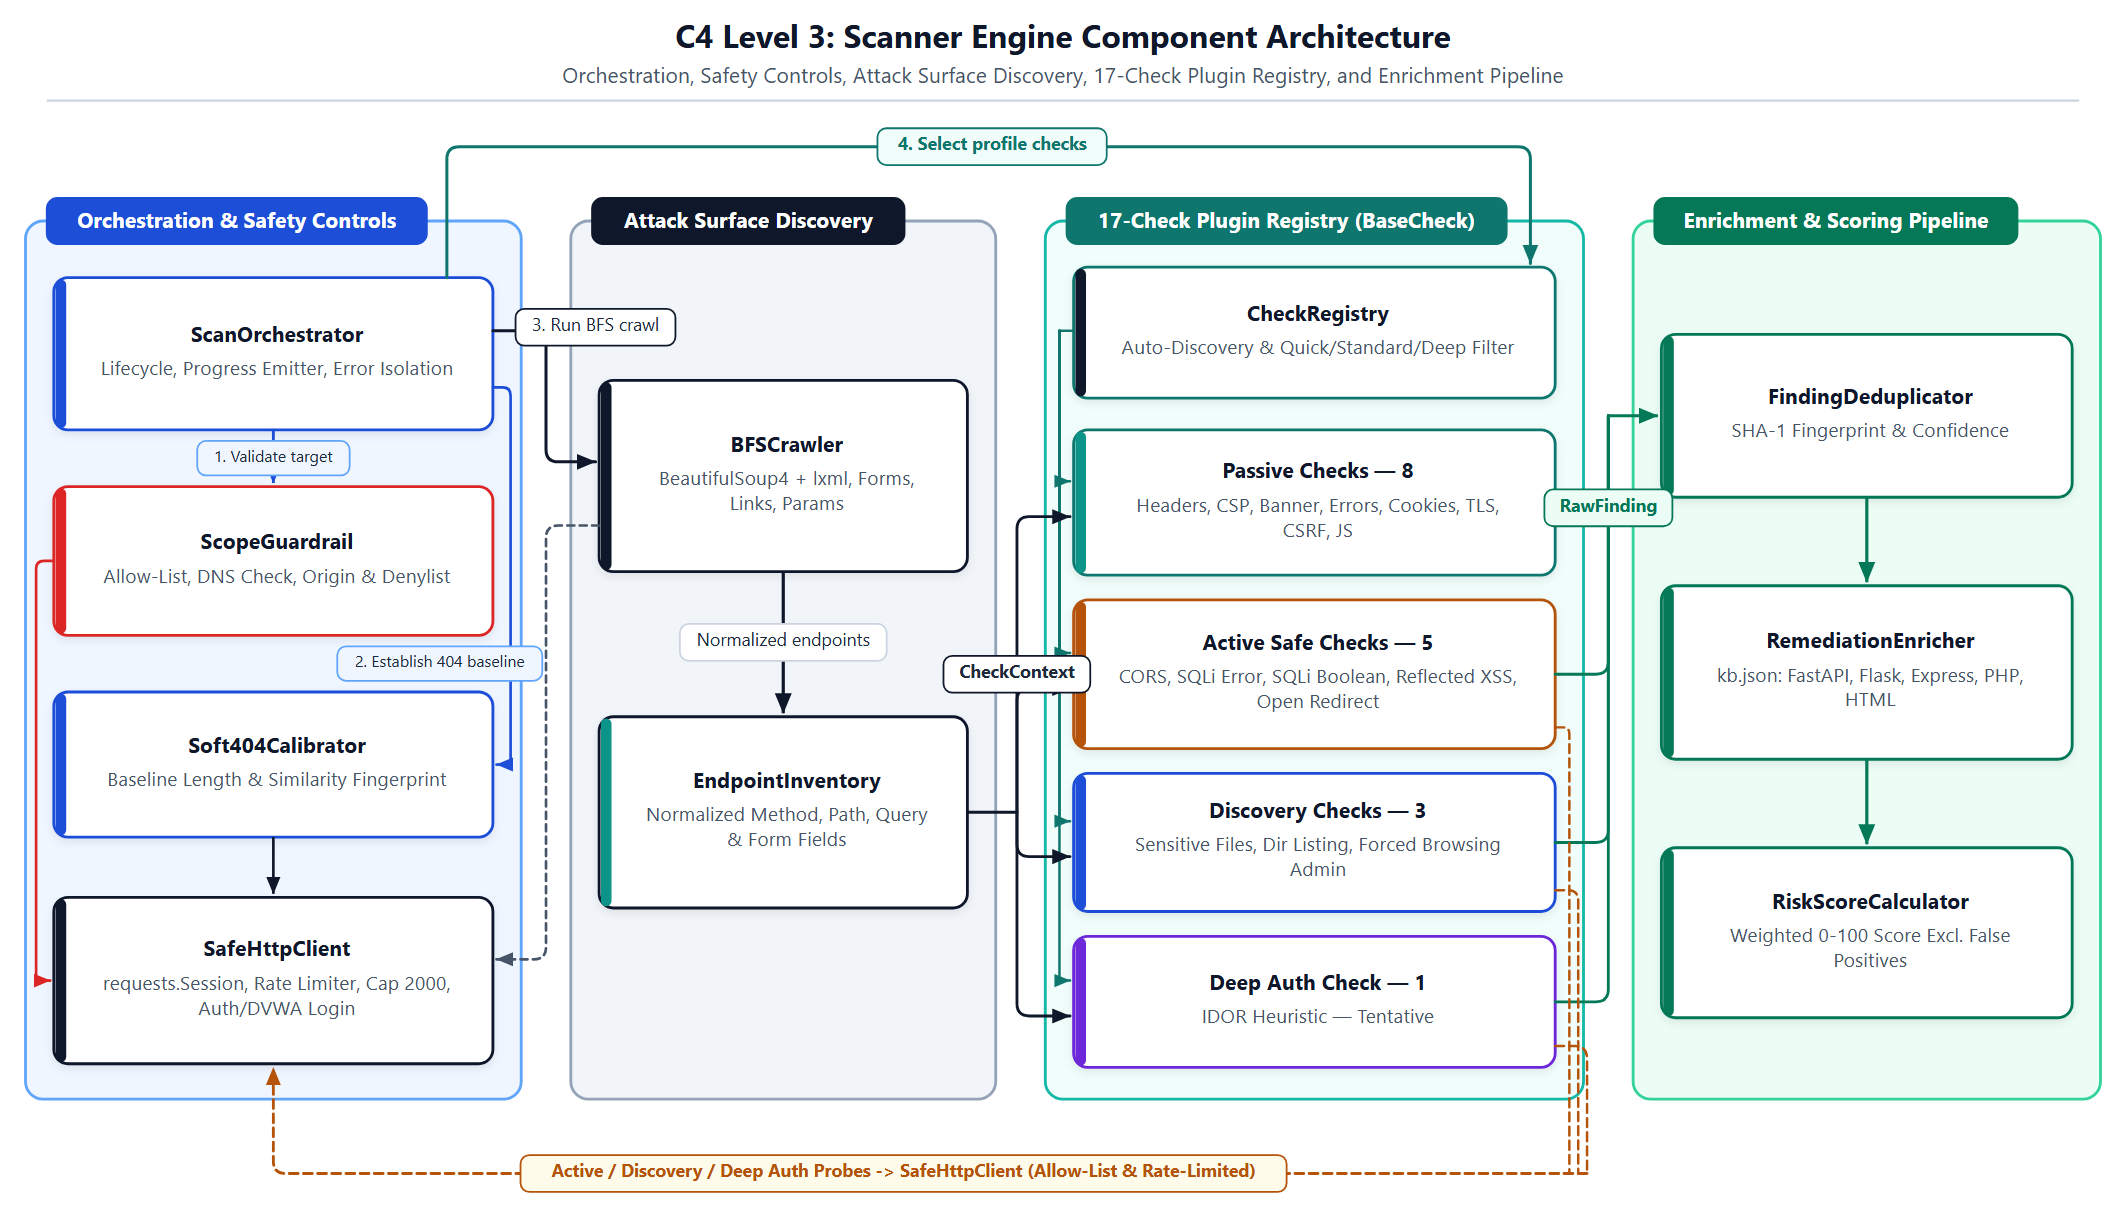 C4 Level 3: Scanner Engine Component Architecture
Orchestration, Safety Controls, Attack Surface Discovery, 17-Check Plugin Registry, and Enrichment Pipeline
4. Select profile checks
Orchestration & Safety Controls
ScanOrchestrator
Lifecycle, Progress Emitter, Error Isolation
1. Validate target
ScopeGuardrail
Allow-List, DNS Check, Origin & Denylist
2. Establish 404 baseline
Soft404Calibrator
Baseline Length & Similarity Fingerprint
SafeHttpClient
requests.Session, Rate Limiter, Cap 2000,
Auth/DVWA Login
Attack Surface Discovery
3. Run BFS crawl
BFSCrawler
BeautifulSoup4 + lxml, Forms,
Links, Params
Normalized endpoints
EndpointInventory
Normalized Method, Path, Query
& Form Fields
CheckContext
17-Check Plugin Registry (BaseCheck)
CheckRegistry
Auto-Discovery & Quick/Standard/Deep Filter
Passive Checks — 8
Headers, CSP, Banner, Errors, Cookies, TLS,
CSRF, JS
Active Safe Checks — 5
CORS, SQLi Error, SQLi Boolean, Reflected XSS,
Open Redirect
Discovery Checks — 3
Sensitive Files, Dir Listing, Forced Browsing
Admin
Deep Auth Check — 1
IDOR Heuristic — Tentative
RawFinding
Enrichment & Scoring Pipeline
FindingDeduplicator
SHA-1 Fingerprint & Confidence
RemediationEnricher
kb.json: FastAPI, Flask, Express, PHP,
HTML
RiskScoreCalculator
Weighted 0-100 Score Excl. False
Positives
Active / Discovery / Deep Auth Probes -> SafeHttpClient (Allow-List & Rate-Limited)